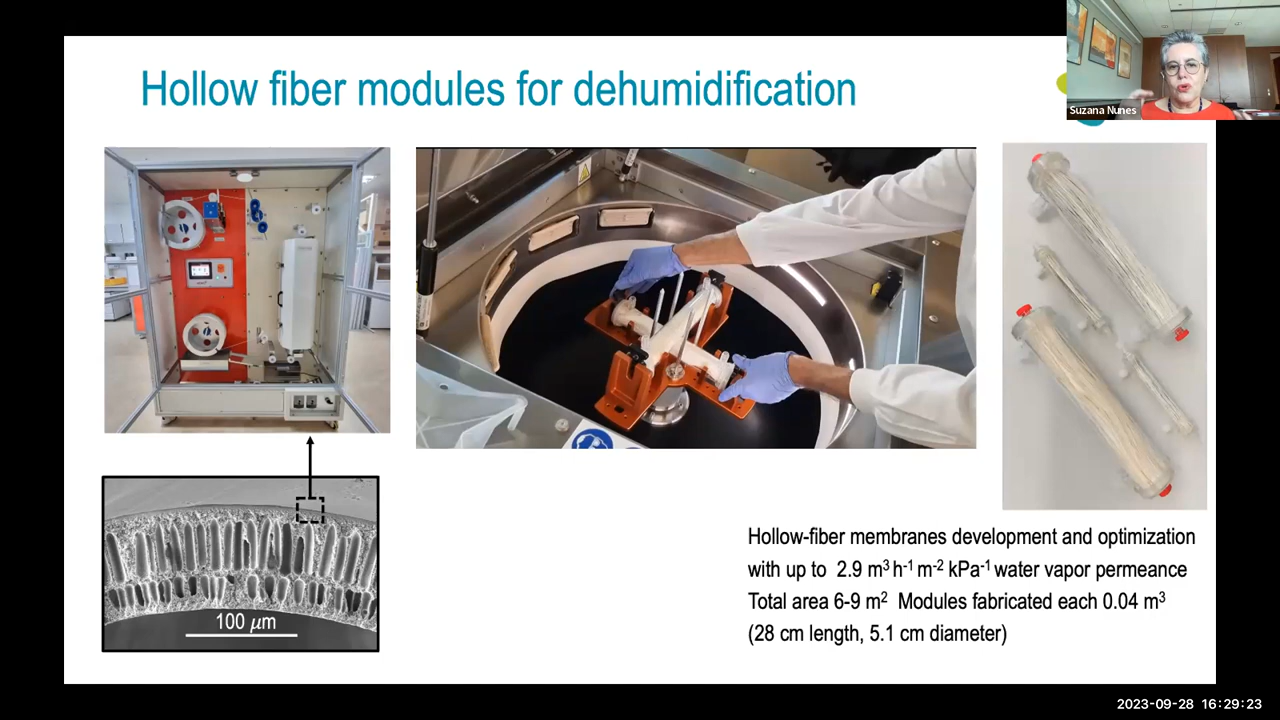 Hollow fiber modules for dehumidification
Suzana Nunes
100 µm
Hollow-fiber membranes development and optimization
with up to 2.9 m³ h⁻¹ m⁻² kPa⁻¹ water vapor permeance
Total area 6-9 m² Modules fabricated each 0.04 m³
(28 cm length, 5.1 cm diameter)
2023-09-28 16:29:23